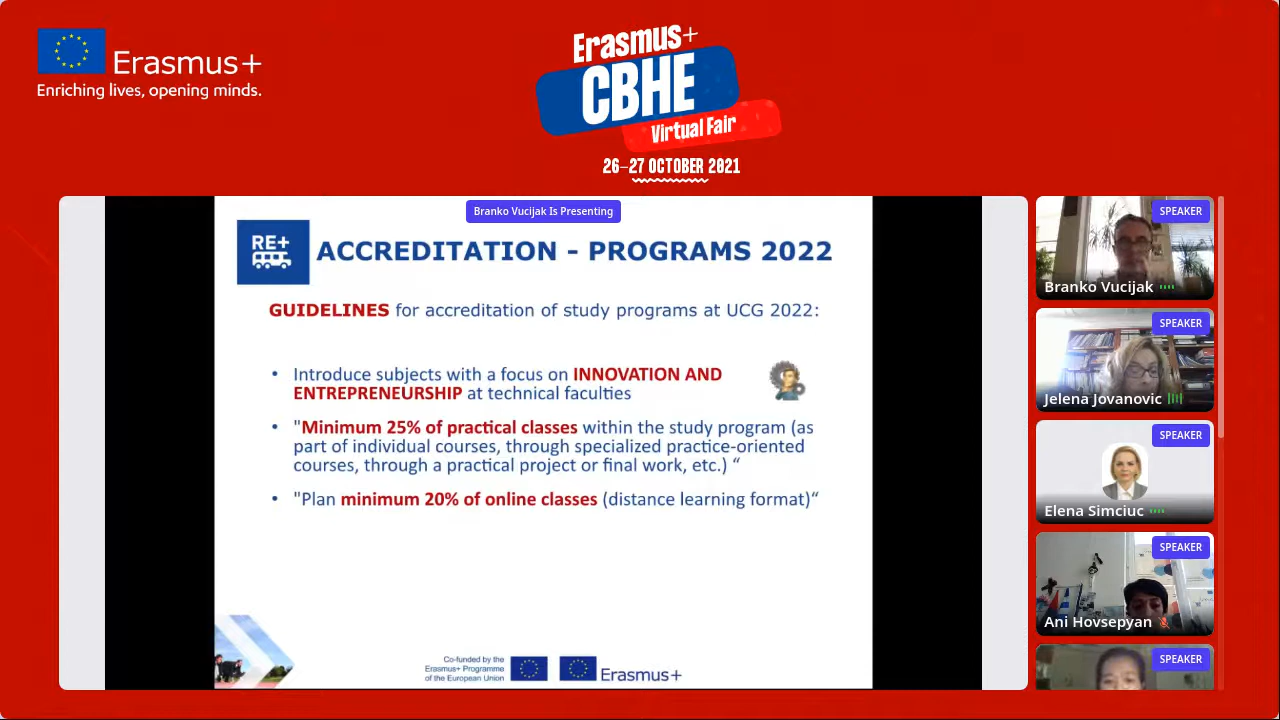 Erasmus+
Enriching lives, opening minds.
Erasmus+
CBHE
Virtual Fair
26–27 OCTOBER 2021
Branko Vucijak Is Presenting
RE+
ACCREDITATION - PROGRAMS 2022
GUIDELINES for accreditation of study programs at UCG 2022:
• Introduce subjects with a focus on INNOVATION AND
ENTREPRENEURSHIP at technical faculties
• "Minimum 25% of practical classes within the study program (as
part of individual courses, through specialized practice-oriented
courses, through a practical project or final work, etc.) “
• "Plan minimum 20% of online classes (distance learning format)“
Co-funded by the
Erasmus+ Programme
of the European Union
Erasmus+
SPEAKER
Branko Vucijak
SPEAKER
Jelena Jovanovic
SPEAKER
Elena Simciuc
SPEAKER
Ani Hovsepyan
SPEAKER